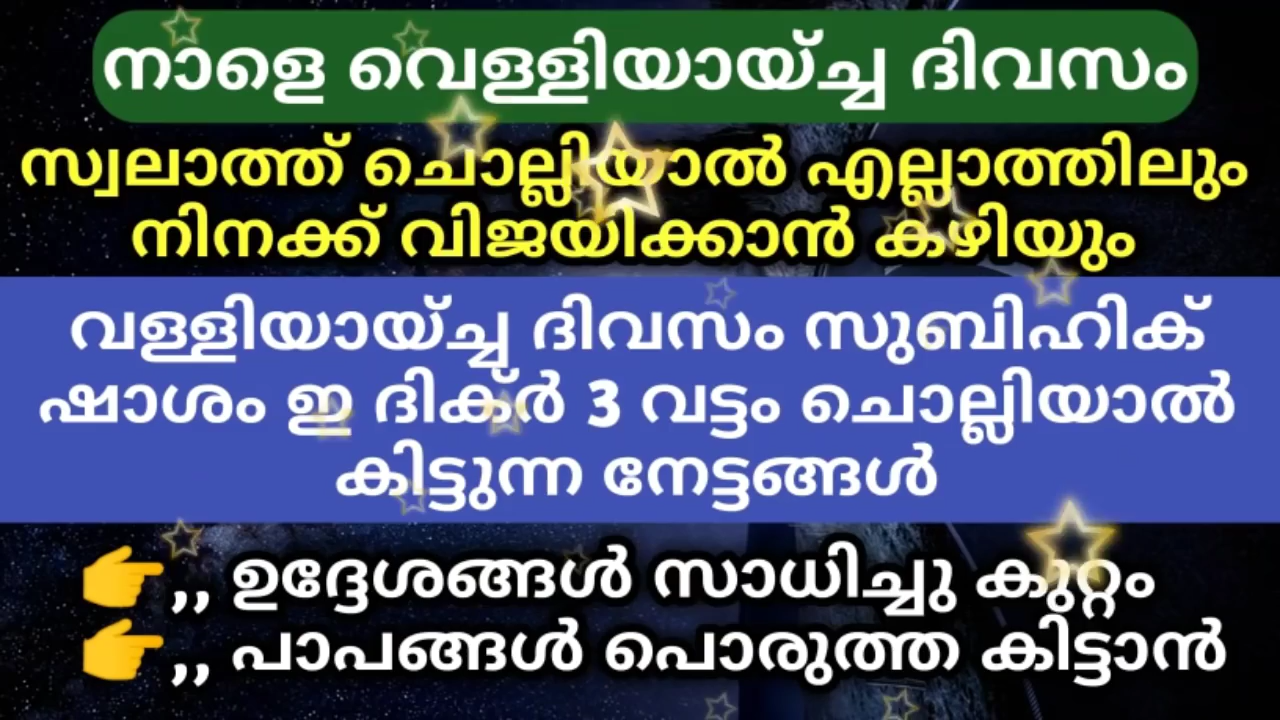 നാളെ വെള്ളിയായ്ച്ച ദിവസം
സ്വലാത്ത് ചൊല്ലിയാൽ എല്ലാത്തിലും
നിനക്ക് വിജയിക്കാൻ കഴിയും
വള്ളിയായ്ച്ച ദിവസം സുബിഹിക്
ഷാശം ഇ ദിക്ർ 3 വട്ടം ചൊല്ലിയാൽ
കിട്ടുന്ന നേട്ടങ്ങൾ
👉,, ഉദ്ദേശങ്ങൾ സാധിച്ചു കുറ്റം
👉,, പാപങ്ങൾ പൊരുത്ത കിട്ടാൻ